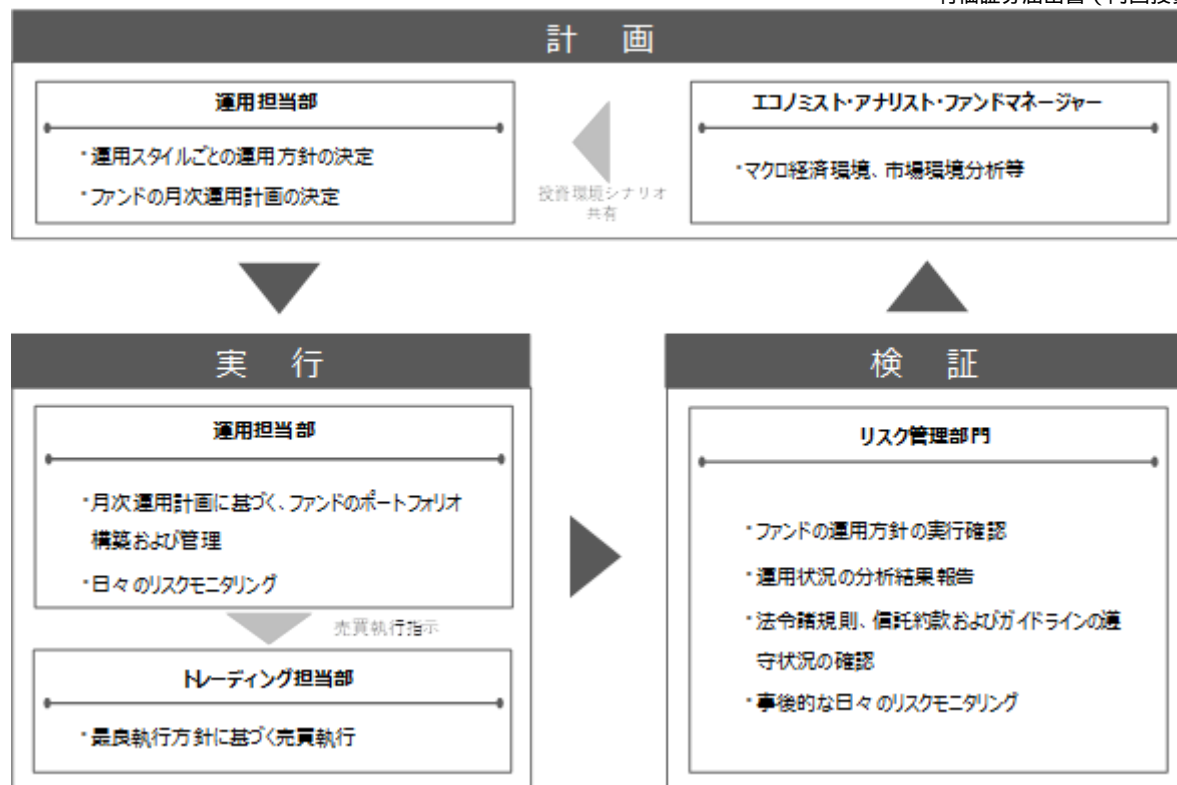 計 画
運用担当部
・運用スタイルごとの運用方針の決定
・ファンドの月次運用計画の決定
投資環境シナリオ
共有
エコノミスト・アナリスト・ファンドマネージャー
・マクロ経済環境、市場環境分析等
実 行
運用担当部
・月次運用計画に基づく、ファンドのポートフォリオ
構築および管理
・日々のリスクモニタリング
売買執行指示
トレーディング担当部
・最良執行方針に基づく売買執行
検 証
リスク管理部門
・ファンドの運用方針の実行確認
・運用状況の分析結果報告
・法令諸規則、信託約款およびガイドラインの遵
守状況の確認
・事後的な日々のリスクモニタリング